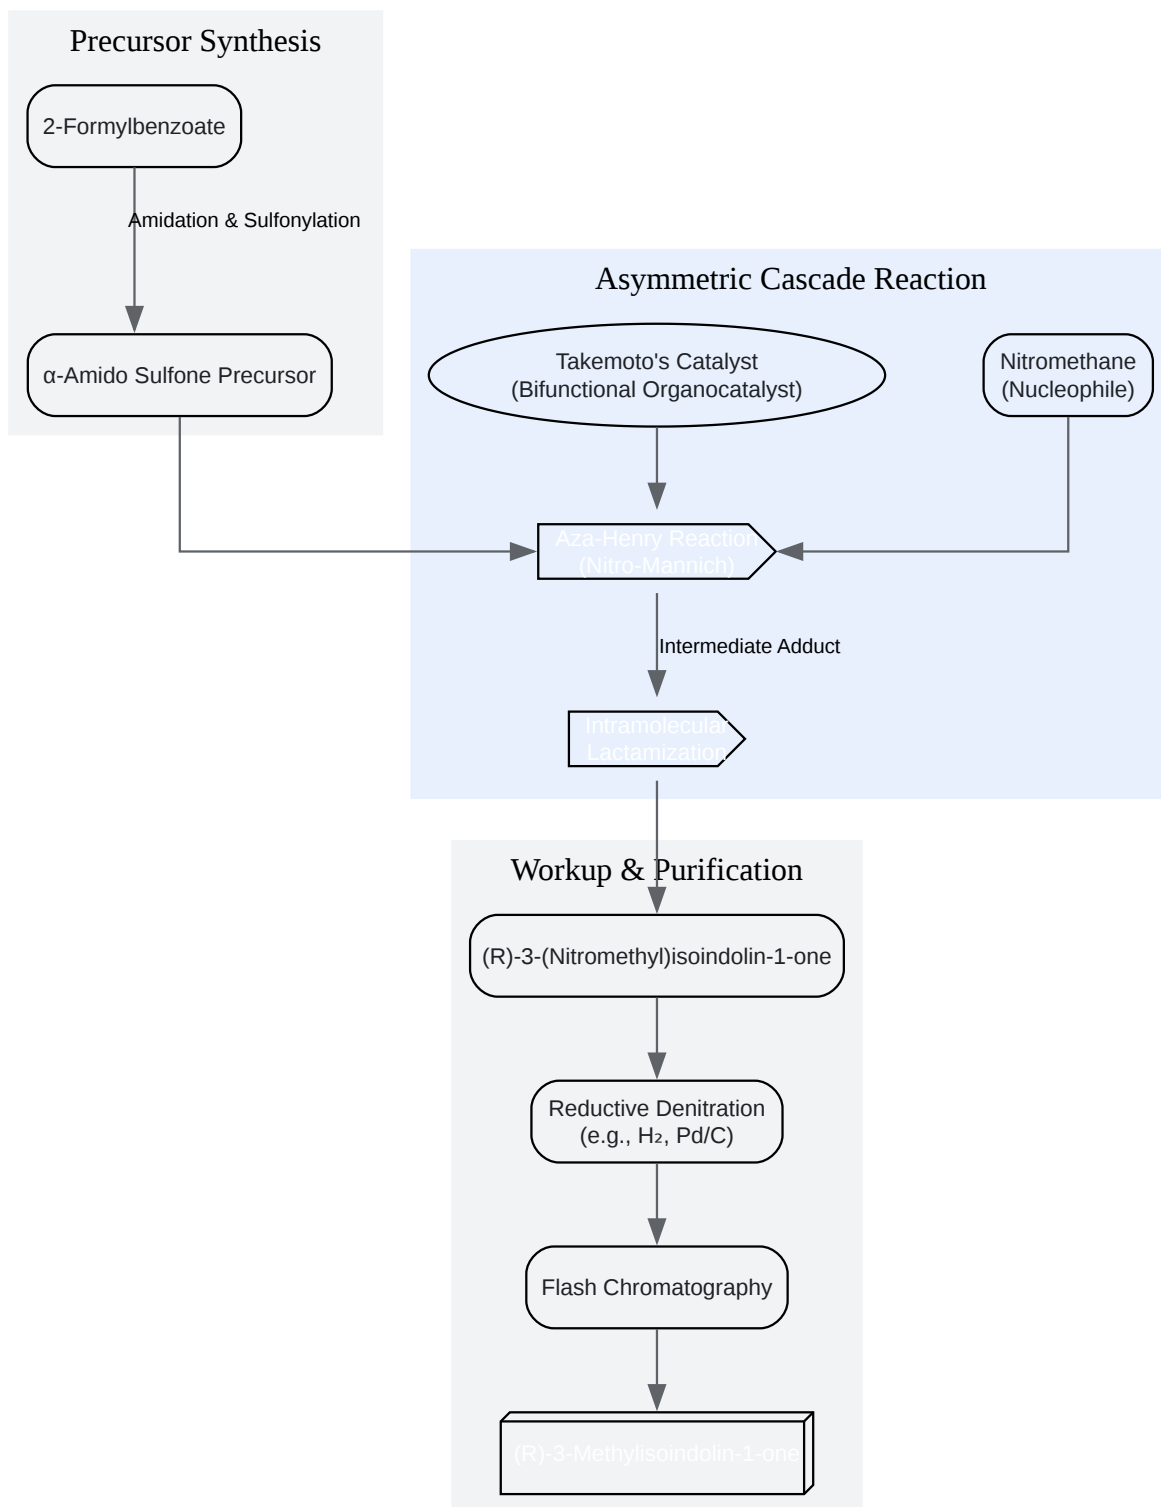 Precursor Synthesis
2-Formylbenzoate
Amidation & Sulfonylation
α-Amido Sulfone Precursor
Asymmetric Cascade Reaction
Takemoto's Catalyst
(Bifunctional Organocatalyst)
Nitromethane
(Nucleophile)
Aza-Henry Reaction
(Nitro-Mannich)
Intermediate Adduct
Intramolecular
Lactamization
Workup & Purification
(R)-3-(Nitromethyl)isoindolin-1-one
Reductive Denitration
(e.g., H₂, Pd/C)
Flash Chromatography
(R)-3-Methylisoindolin-1-one